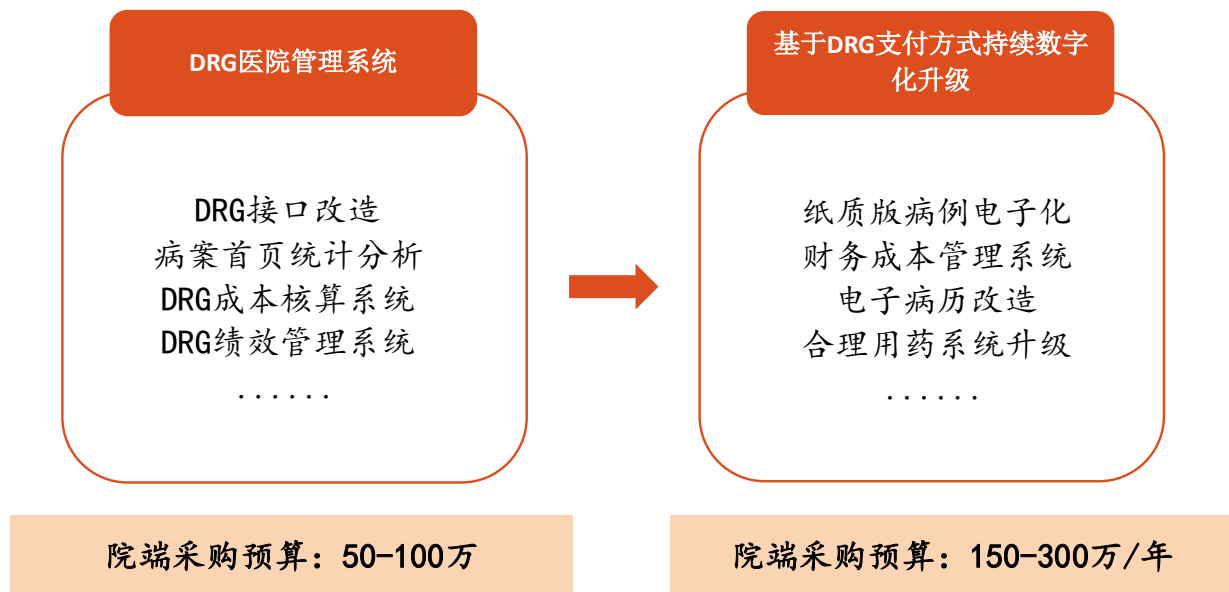 DRG医院管理系统
DRG接口改造
病案首页统计分析
DRG成本核算系统
DRG绩效管理系统
......
院端采购预算：50-100万
基于DRG支付方式持续数字
化升级
纸质版病例电子化
财务成本管理系统
电子病历改造
合理用药系统升级
......
院端采购预算：150-300万/年